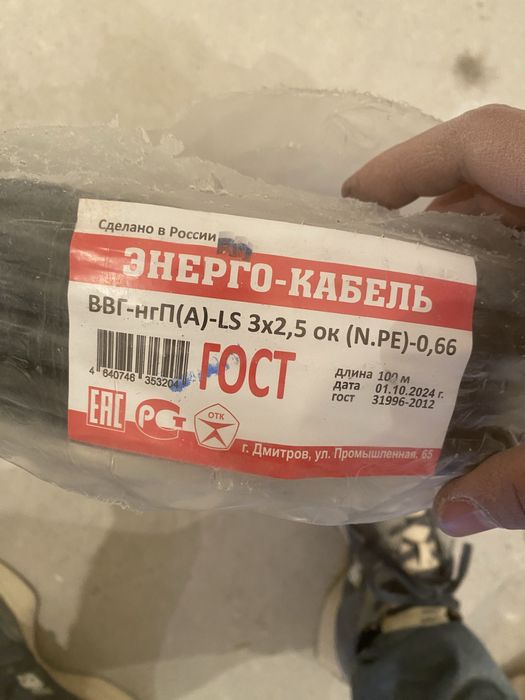 Сделано в России
ЭНЕРГО-КАБЕЛЬ
ВВГ-нгП(А)-LS 3х2,5 ок (N.PE)-0,66
4 640746 353204
ГОСТ
длина 100 м
дата 01.10.2024 г.
гост 31996-2012
ЕАС РСТ ОТК
г. Дмитров, ул. Промышленная, 65